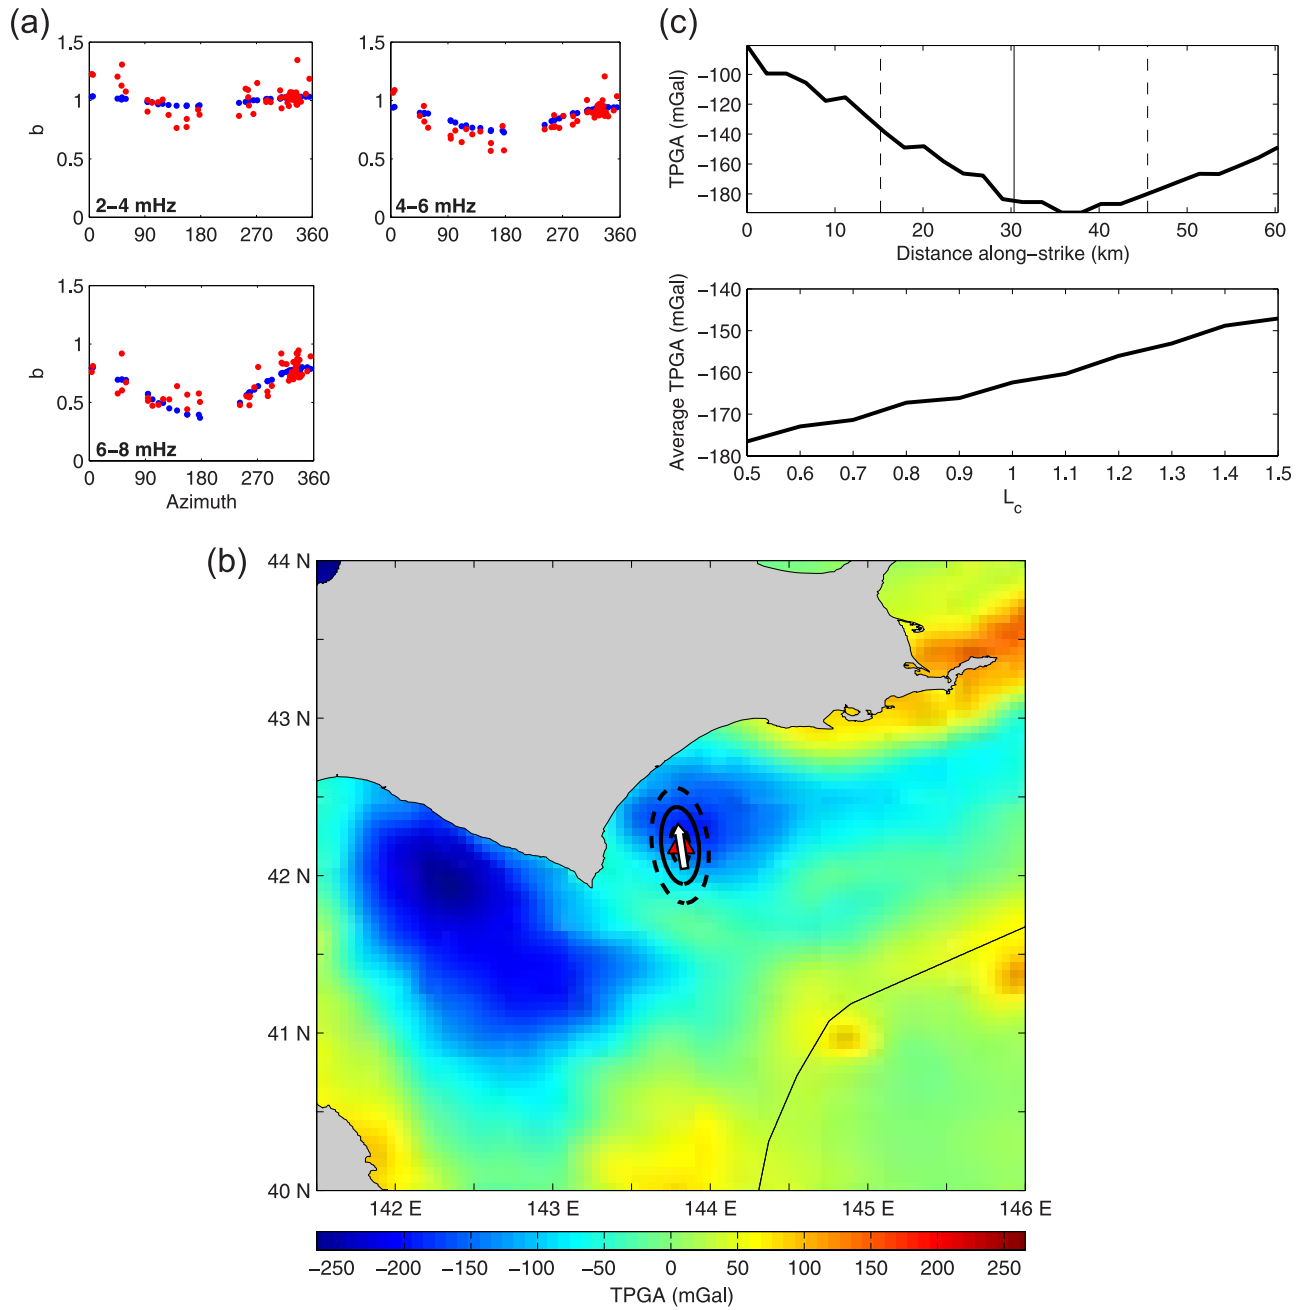 (a)
1.5
1
0.5
0
b
2−4 mHz
0 90 180 270 360
1.5
1
0.5
0
4−6 mHz
0 90 180 270 360
1.5
1
0.5
0
b
6−8 mHz
0 90 180 270 360
Azimuth
(c)
TPGA (mGal)
−100
−120
−140
−160
−180
0 10 20 30 40 50 60
Distance along−strike (km)
Average TPGA (mGal)
−140
−150
−160
−170
−180
0.5 0.6 0.7 0.8 0.9 1 1.1 1.2 1.3 1.4 1.5
L_c
(b)
44 N
43 N
42 N
41 N
40 N
142 E 143 E 144 E 145 E 146 E
−250 −200 −150 −100 −50 0 50 100 150 200 250
TPGA (mGal)